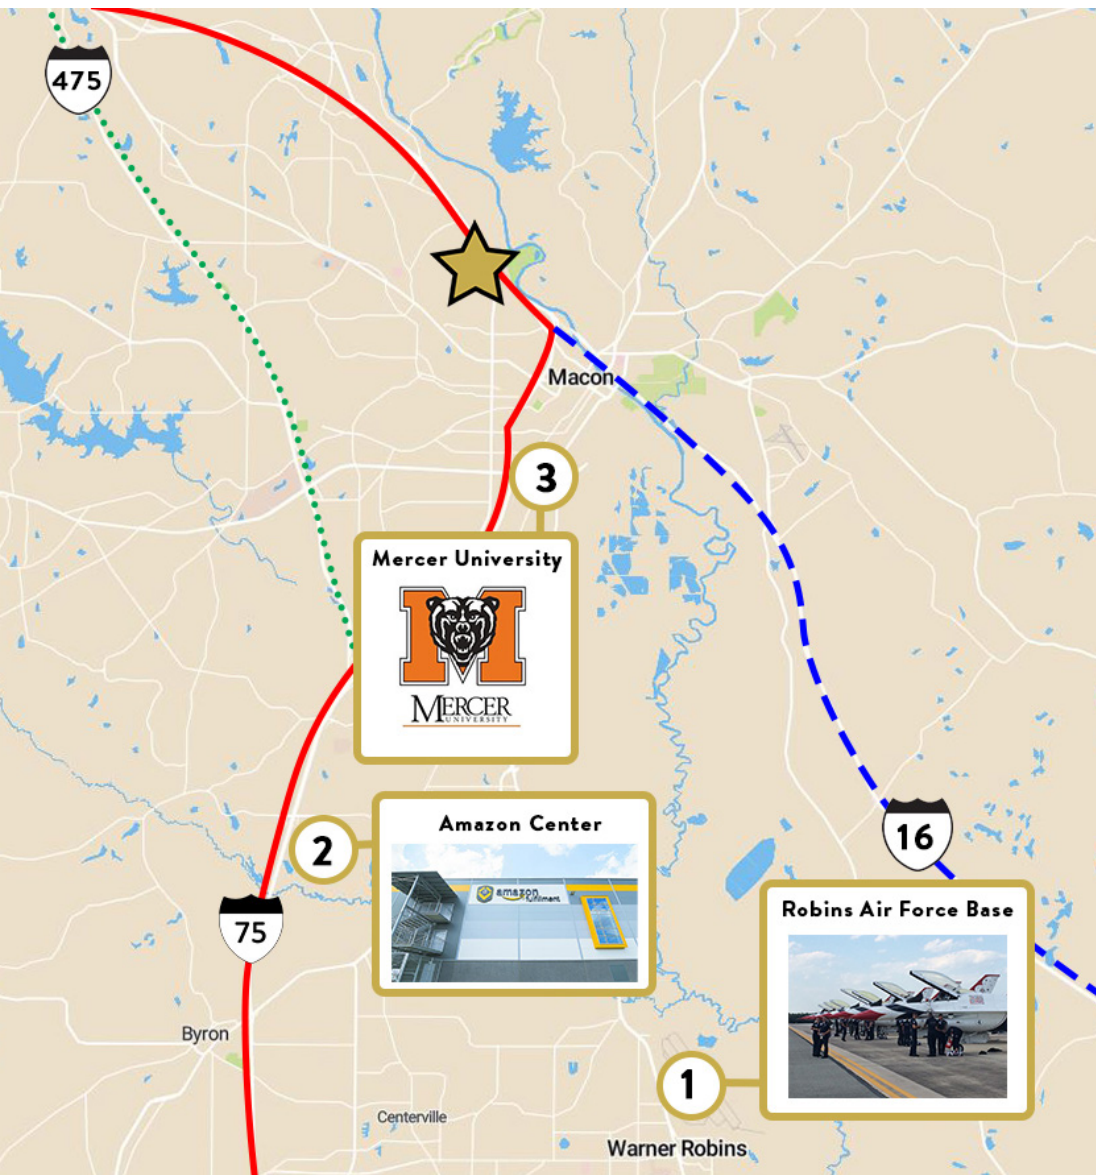 475
Macon
3
Mercer University
MERCER
UNIVERSITY
2
Amazon Center
amazon
fulfillment
16
75
Robins Air Force Base
Byron
1
Centerville
Warner Robins